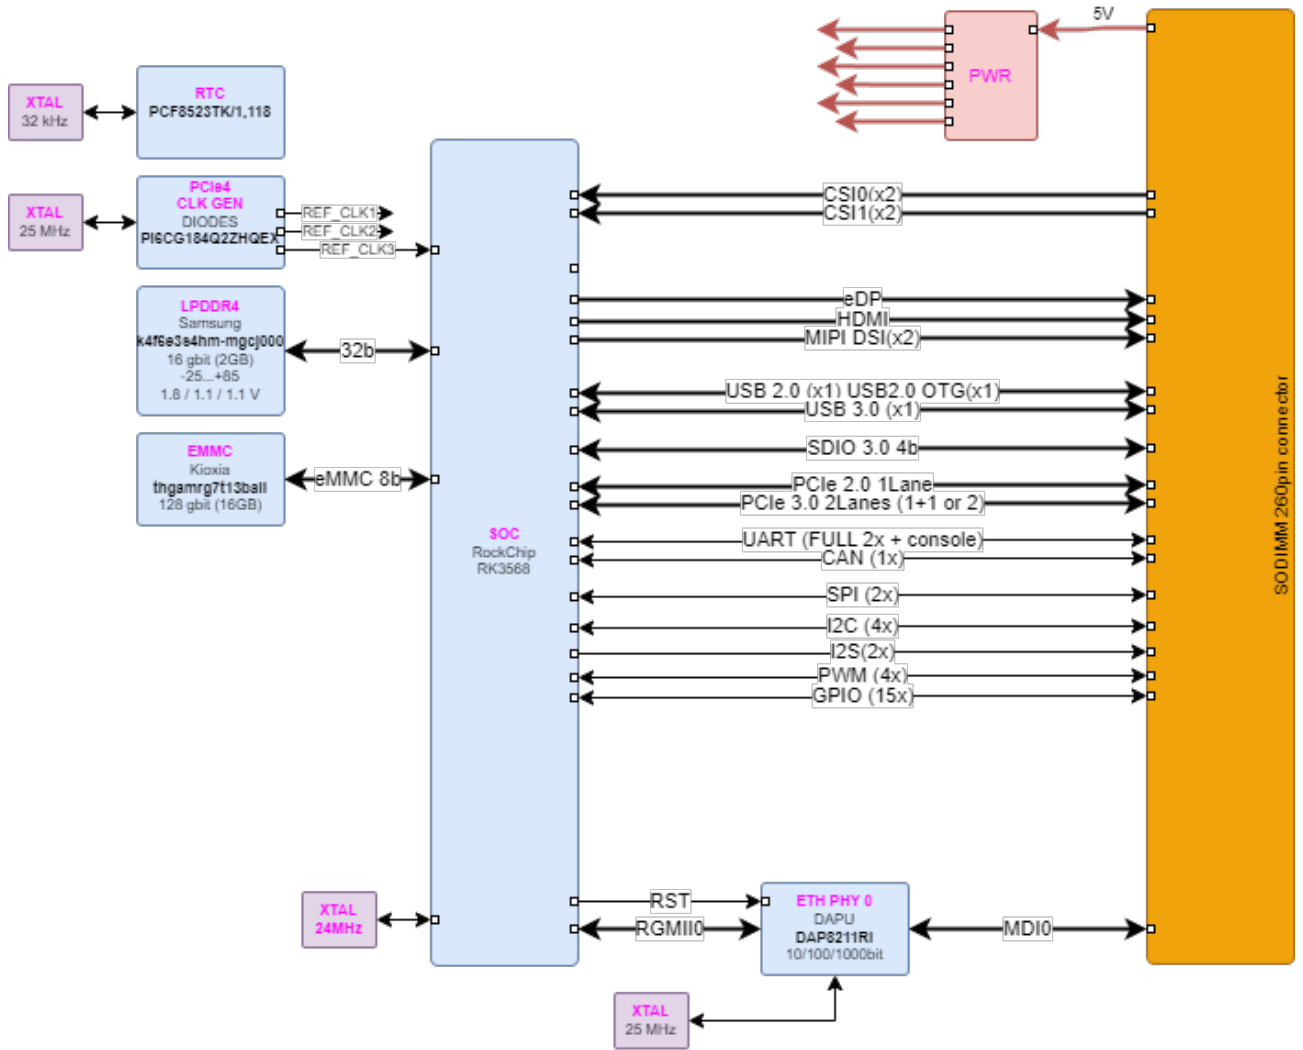 5V
PWR
XTAL
32 kHz
RTC
PCF8523TK/1,118
XTAL
25 MHz
PCIe4
CLK GEN
DIODES
PI6CG184Q2ZHQEX
REF_CLK1
REF_CLK2
REF_CLK3
LPDDR4
Samsung
k4f6e3s4hm-mgcj000
16 gbit (2GB)
-25...+85
1.8 / 1.1 / 1.1 V
32b
EMMC
Kioxia
thgamrg7t13bail
128 gbit (16GB)
eMMC 8b
SOC
RockChip
RK3568
CSI0(x2)
CSI1(x2)
eDP
HDMI
MIPI DSI(x2)
USB 2.0 (x1) USB2.0 OTG(x1)
USB 3.0 (x1)
SDIO 3.0 4b
PCIe 2.0 1Lane
PCIe 3.0 2Lanes (1+1 or 2)
UART (FULL 2x + console)
CAN (1x)
SPI (2x)
I2C (4x)
I2S(2x)
PWM (4x)
GPIO (15x)
SODIMM 260pin connector
XTAL
24MHz
RST
RGMII0
ETH PHY 0
DAPU
DAP8211RI
10/100/1000bit
MDI0
XTAL
25 MHz